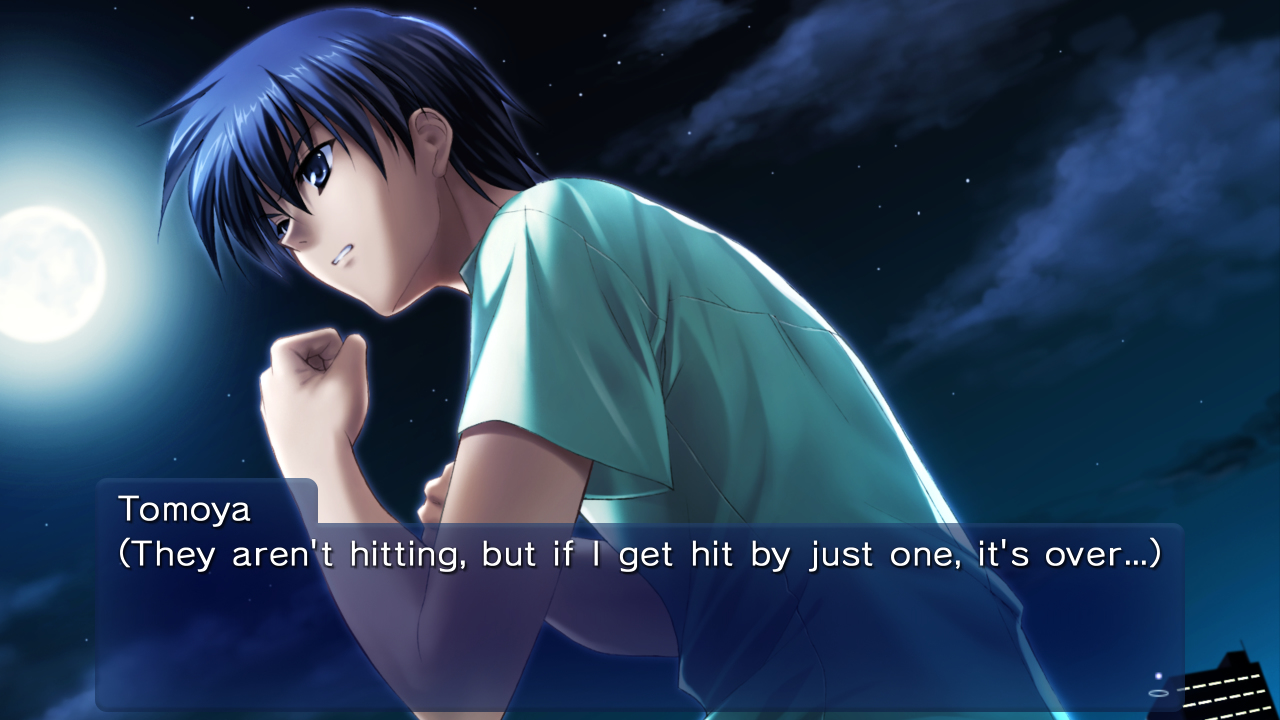 Tomoya
(They aren't hitting, but if I get hit by just one, it's over...)